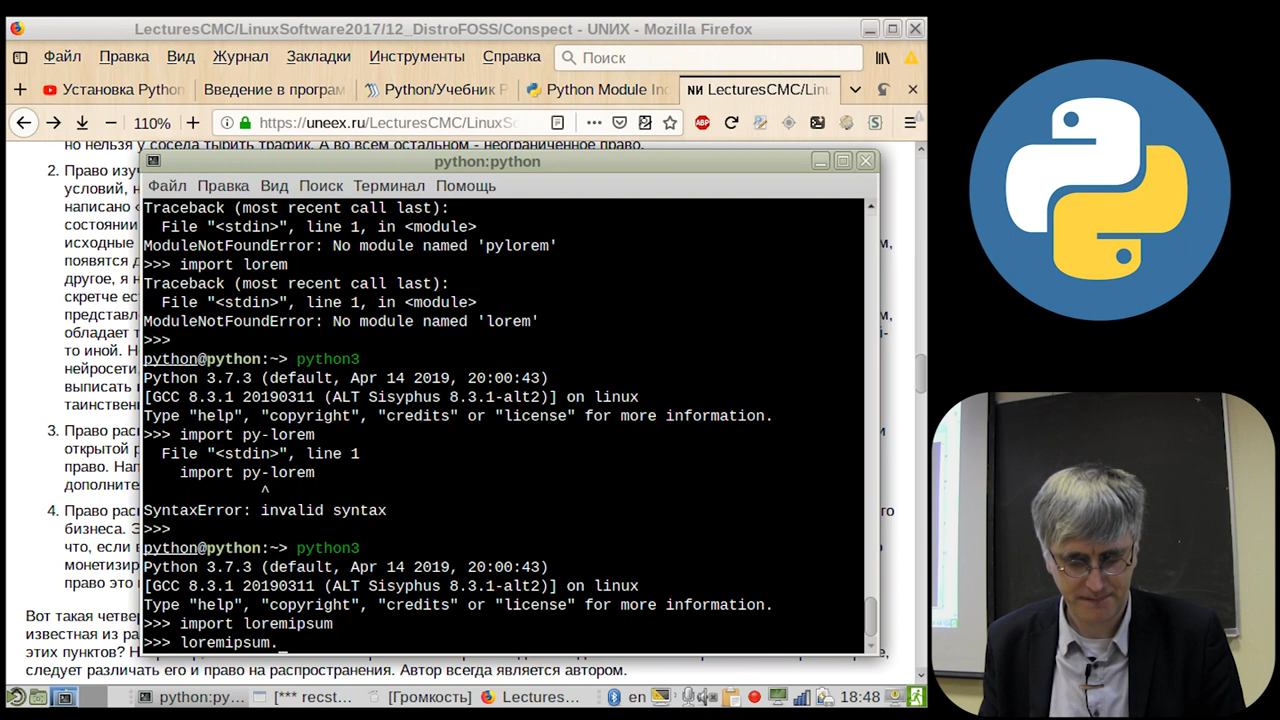 LecturesCMC/LinuxSoftware2017/12_DistroFOSS/Conspect - UNИX - Mozilla Firefox
Файл Правка Вид Журнал Закладки Инструменты Справка Поиск
Установка Python Введение в програм Python/Учебник P Python Module Ind NИ LecturesCMC/Linu
110% https://uneex.ru/LecturesCMC/LinuxSo ABP S
но нельзя у соседа тырить трафик. А во всем остальном - неограниченное право.
python:python
Файл Правка Вид Поиск Терминал Помощь
2. Право изу
условий, н
написано
состоянии
исходные
появятся д
другое, я н
скретче ес
представл
обладает т
то иной. Н
нейросети.
выписать
таинствен
3. Право рас
открытой р
право. Нап
дополните
4. Право рас
бизнеса. Э
что, если в
монетизир
право это
Traceback (most recent call last):
File "<stdin>", line 1, in <module>
ModuleNotFoundError: No module named 'pylorem'
>>> import lorem
Traceback (most recent call last):
File "<stdin>", line 1, in <module>
ModuleNotFoundError: No module named 'lorem'
>>>
python@python:~> python3
Python 3.7.3 (default, Apr 14 2019, 20:00:43)
[GCC 8.3.1 20190311 (ALT Sisyphus 8.3.1-alt2)] on linux
Type "help", "copyright", "credits" or "license" for more information.
>>> import py-lorem
File "<stdin>", line 1
import py-lorem
^
SyntaxError: invalid syntax
>>>
python@python:~> python3
Python 3.7.3 (default, Apr 14 2019, 20:00:43)
[GCC 8.3.1 20190311 (ALT Sisyphus 8.3.1-alt2)] on linux
Type "help", "copyright", "credits" or "license" for more information.
>>> import loremipsum
>>> loremipsum.
Вот такая четвер
известная из ра
этих пунктов? Н
следует различать его и право на распространения. Автор всегда является автором.
python:py... [*** recst... [Громкость] Lectures... en 18:48